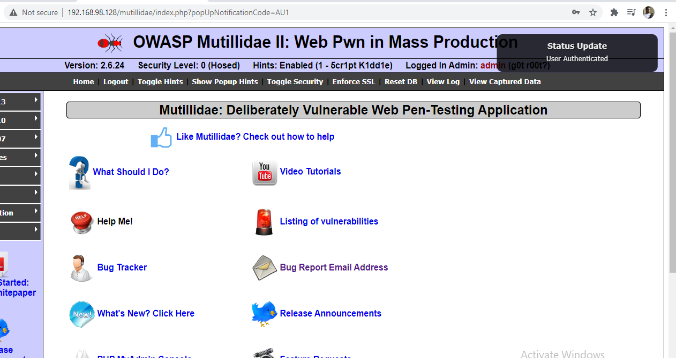 Not secure | 192.168.98.128/mutillidae/index.php?popUpNotificationCode=AU1
OWASP Mutillidae II: Web Pwn in Mass Production
Status Update
User Authenticated
Version: 2.6.24 Security Level: 0 (Hosed) Hints: Enabled (1 - 5cr1pt K1dd1e) Logged In Admin: admin (g0t r00t?)
Home | Logout | Toggle Hints | Show Popup Hints | Toggle Security | Enforce SSL | Reset DB | View Log | View Captured Data
Mutillidae: Deliberately Vulnerable Web Pen-Testing Application
Like Mutillidae? Check out how to help
What Should I Do?
You
Tube
Video Tutorials
Help Me!
Listing of vulnerabilities
Bug Tracker
Bug Report Email Address
New!
What's New? Click Here
Release Announcements
Feature Requests
3
0
7
es
tion
Started:
hitepaper
Activate Windows